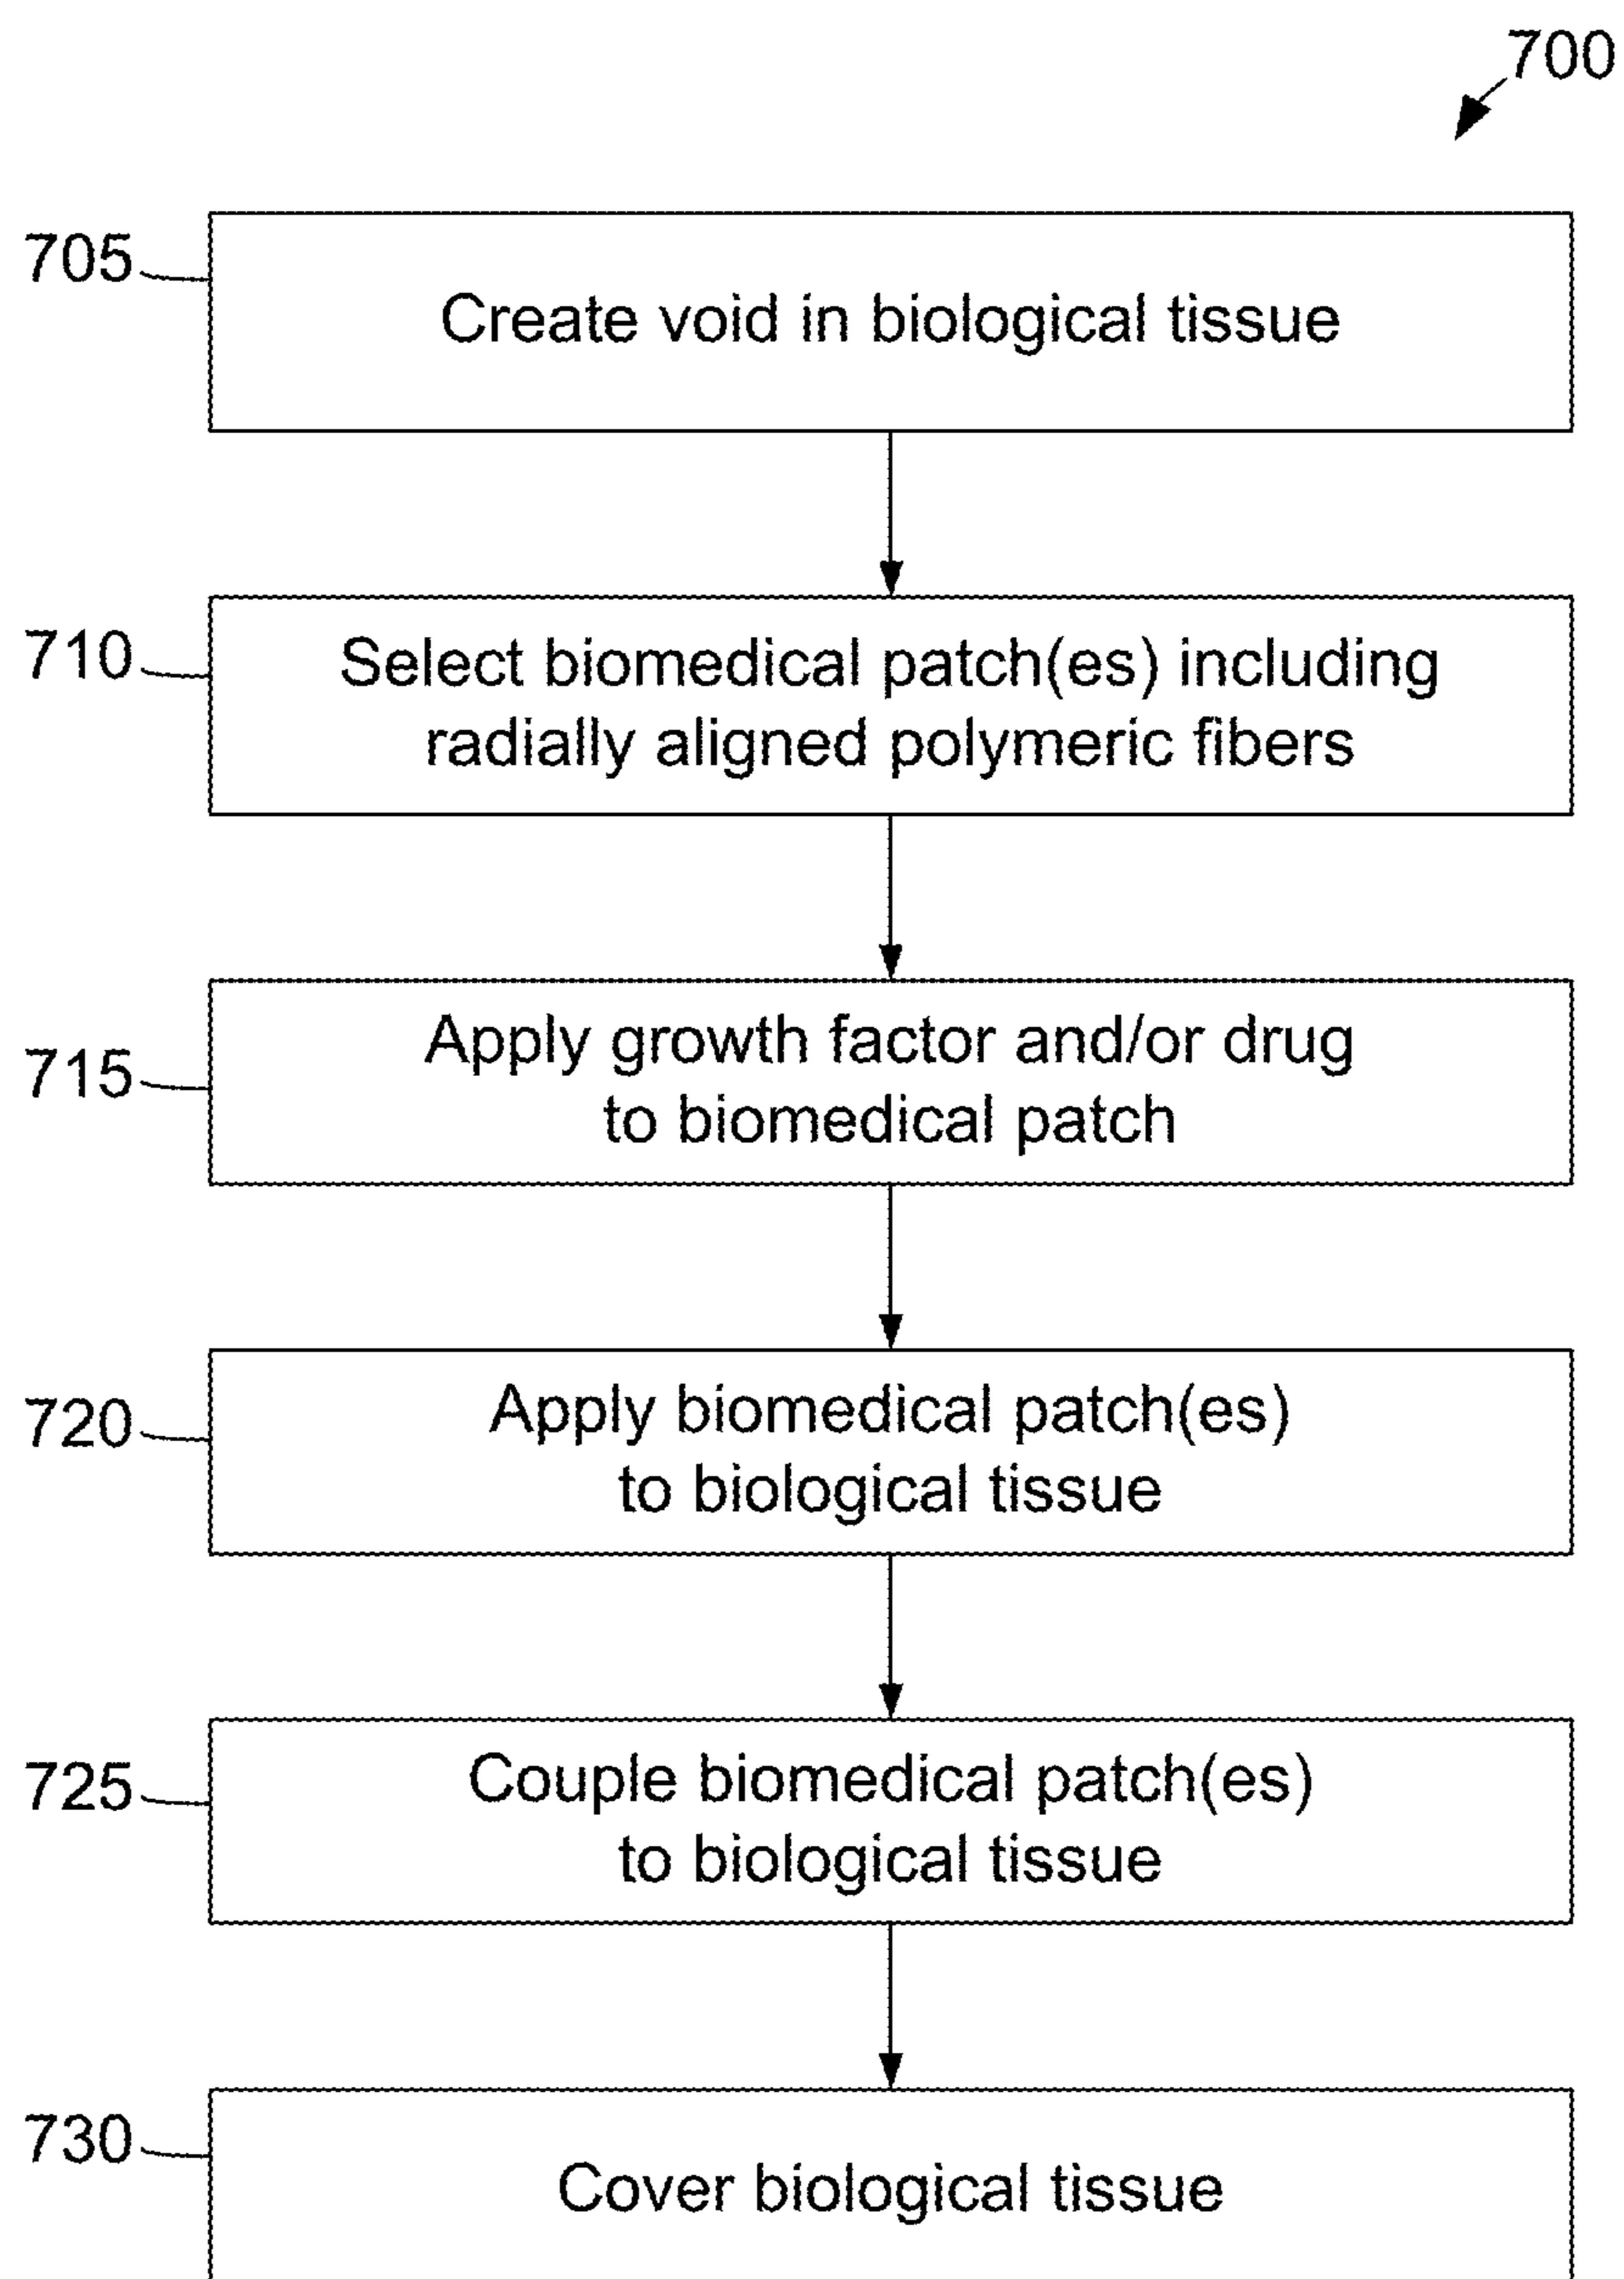 700
705
Create void in biological tissue
710
Select biomedical patch(es) including
radially aligned polymeric fibers
715
Apply growth factor and/or drug
to biomedical patch
720
Apply biomedical patch(es)
to biological tissue
725
Couple biomedical patch(es)
to biological tissue
730
Cover biological tissue